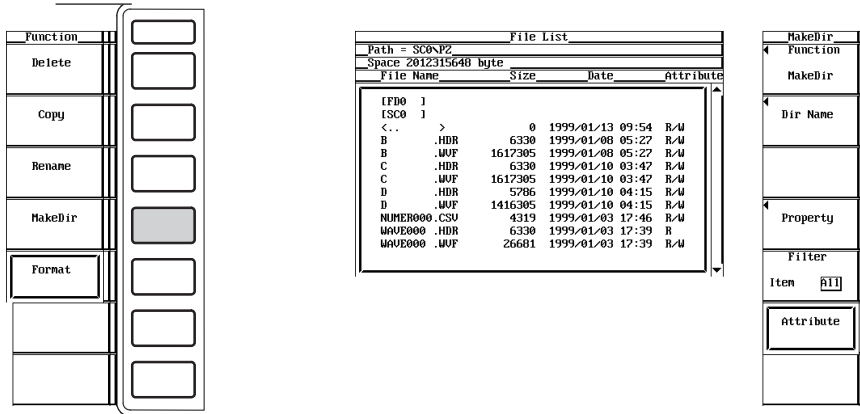 Function
Delete
Copy
Rename
MakeDir
Format
File List
Path = SC0\PZ
Space 2012315648 byte
File Name Size Date Attribute
[FD0 ]
[SC0 ]
<.. > 0 1999/01/13 09:54 R/W
B .HDR 6330 1999/01/08 05:27 R/W
B .WVF 1617305 1999/01/08 05:27 R/W
C .HDR 6330 1999/01/10 03:47 R/W
C .WVF 1617305 1999/01/10 03:47 R/W
D .HDR 5786 1999/01/10 04:15 R/W
D .WVF 1416305 1999/01/10 04:15 R/W
NUMER000.CSV 4319 1999/01/03 17:46 R/W
WAVE000 .HDR 6330 1999/01/03 17:39 R
WAVE000 .WVF 26681 1999/01/03 17:39 R/W
MakeDir
Function
MakeDir
Dir Name
Property
Filter
Item All
Attribute